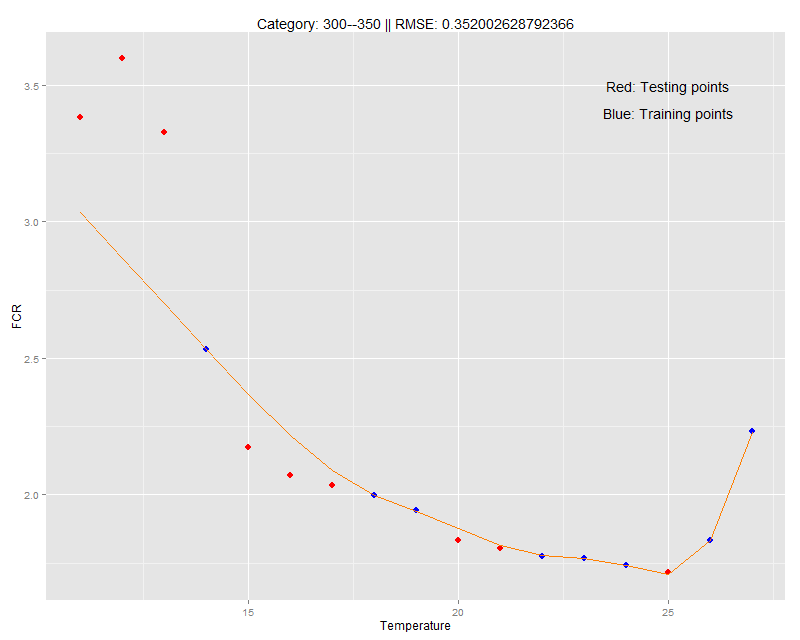 Category: 300--350 || RMSE: 0.352002628792366
Red: Testing points
Blue: Training points
3.5
3.0
2.5
2.0
FCR
15
20
25
Temperature